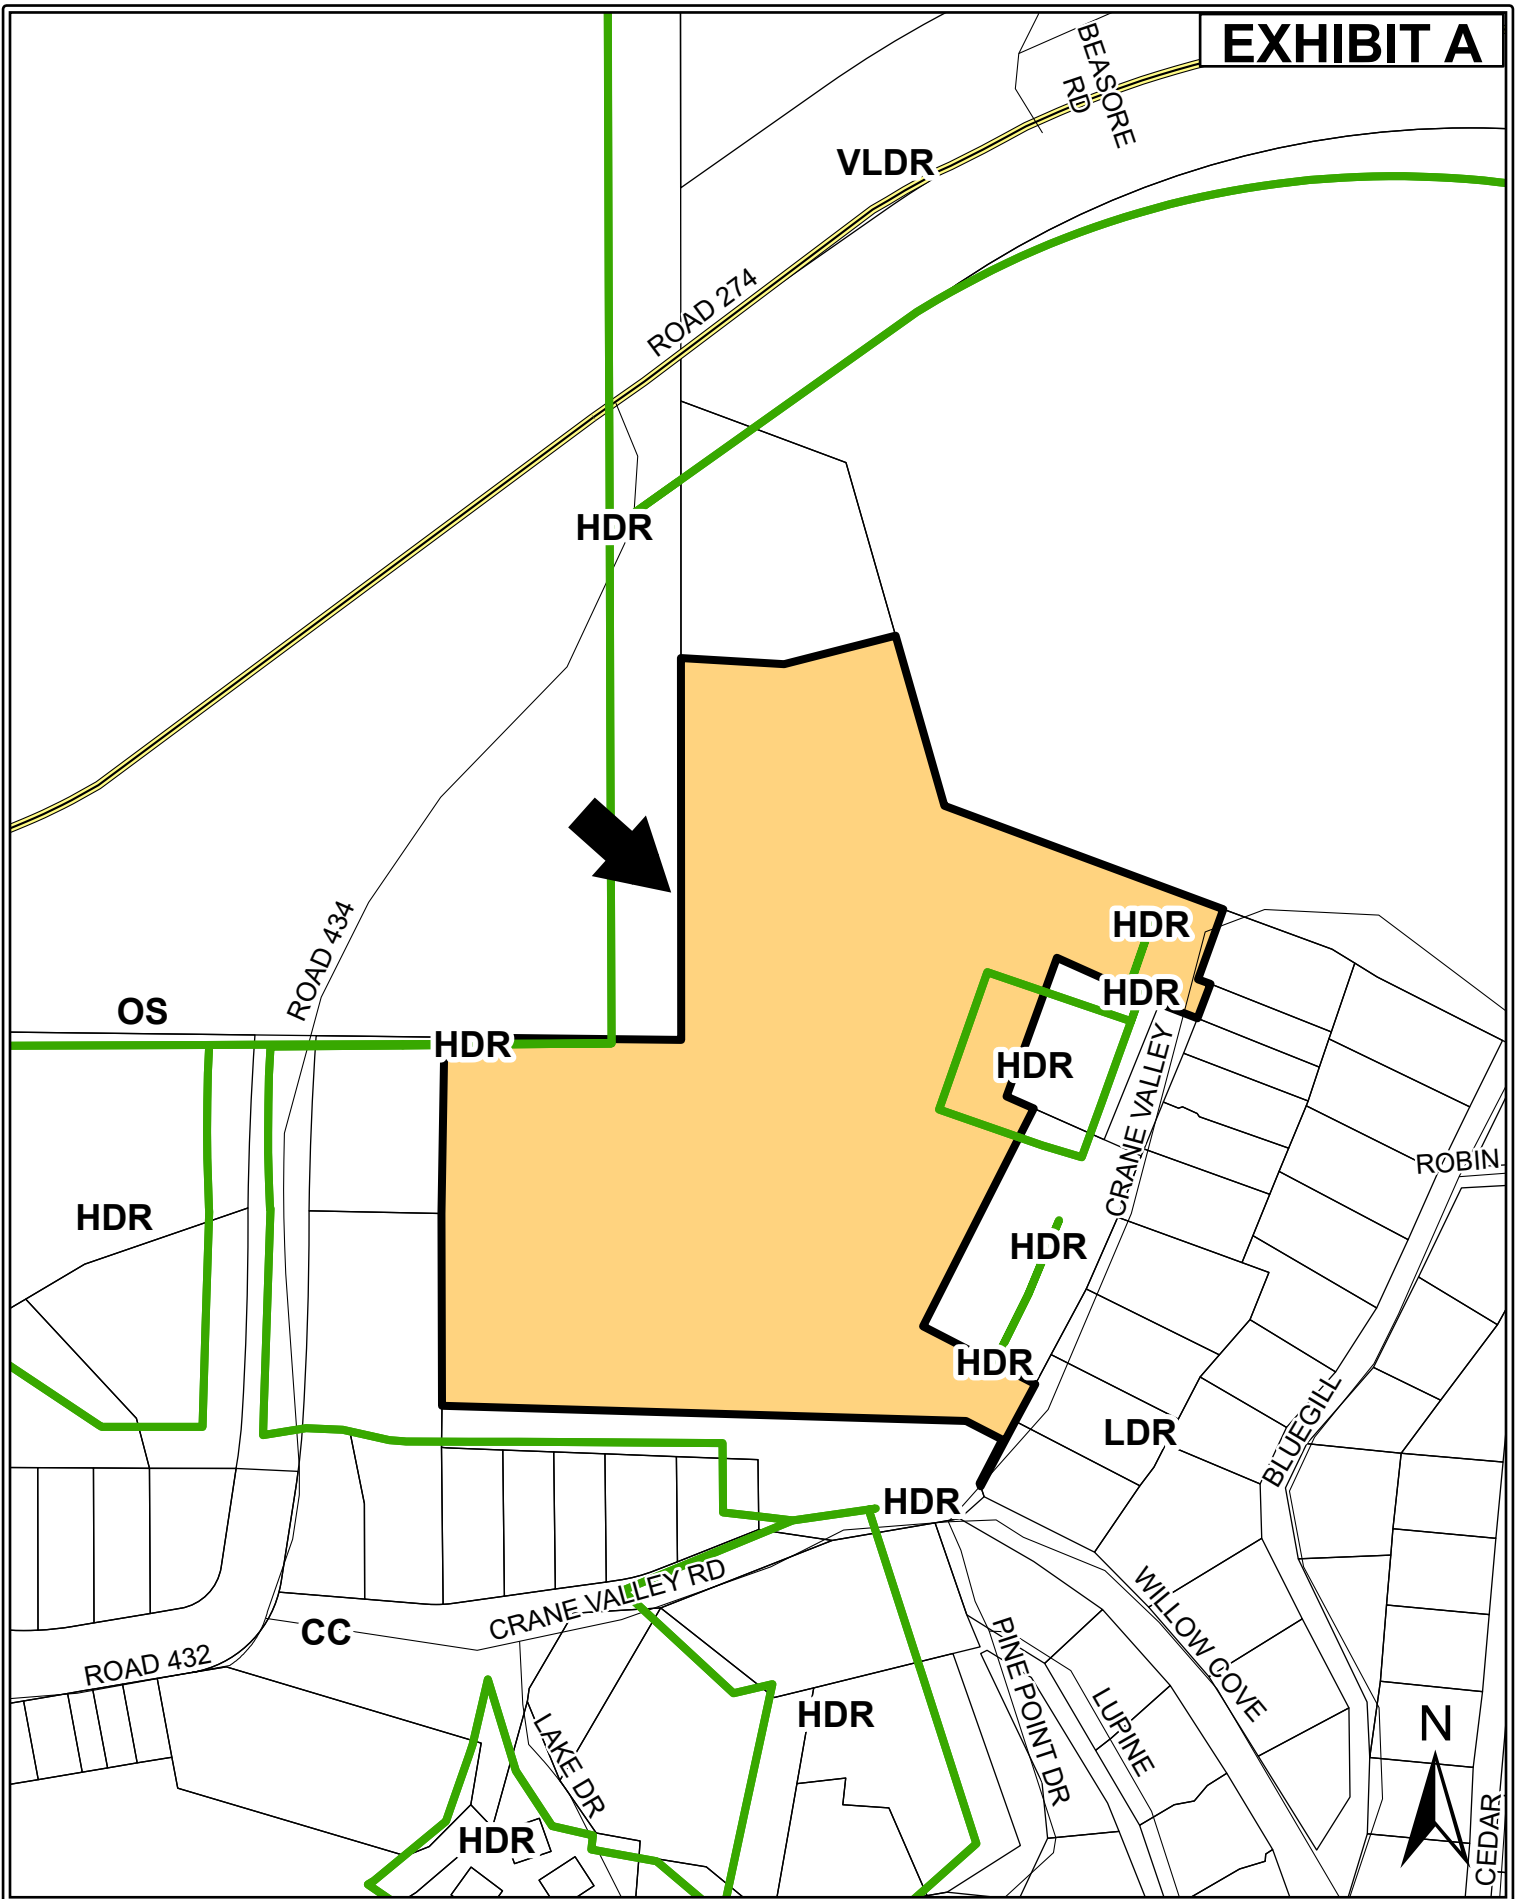 EXHIBIT A
BEASORE
RD
VLDR
ROAD 274
HDR
ROAD 434
HDR
HDR
OS
HDR
HDR
CRANE VALLEY
ROBIN
HDR
HDR
HDR
BLUEGILL
LDR
HDR
CRANE VALLEY RD
WILLOW COVE
CC
ROAD 432
PINE POINT DR
LUPINE
HDR
LAKE DR
N
HDR
CEDAR